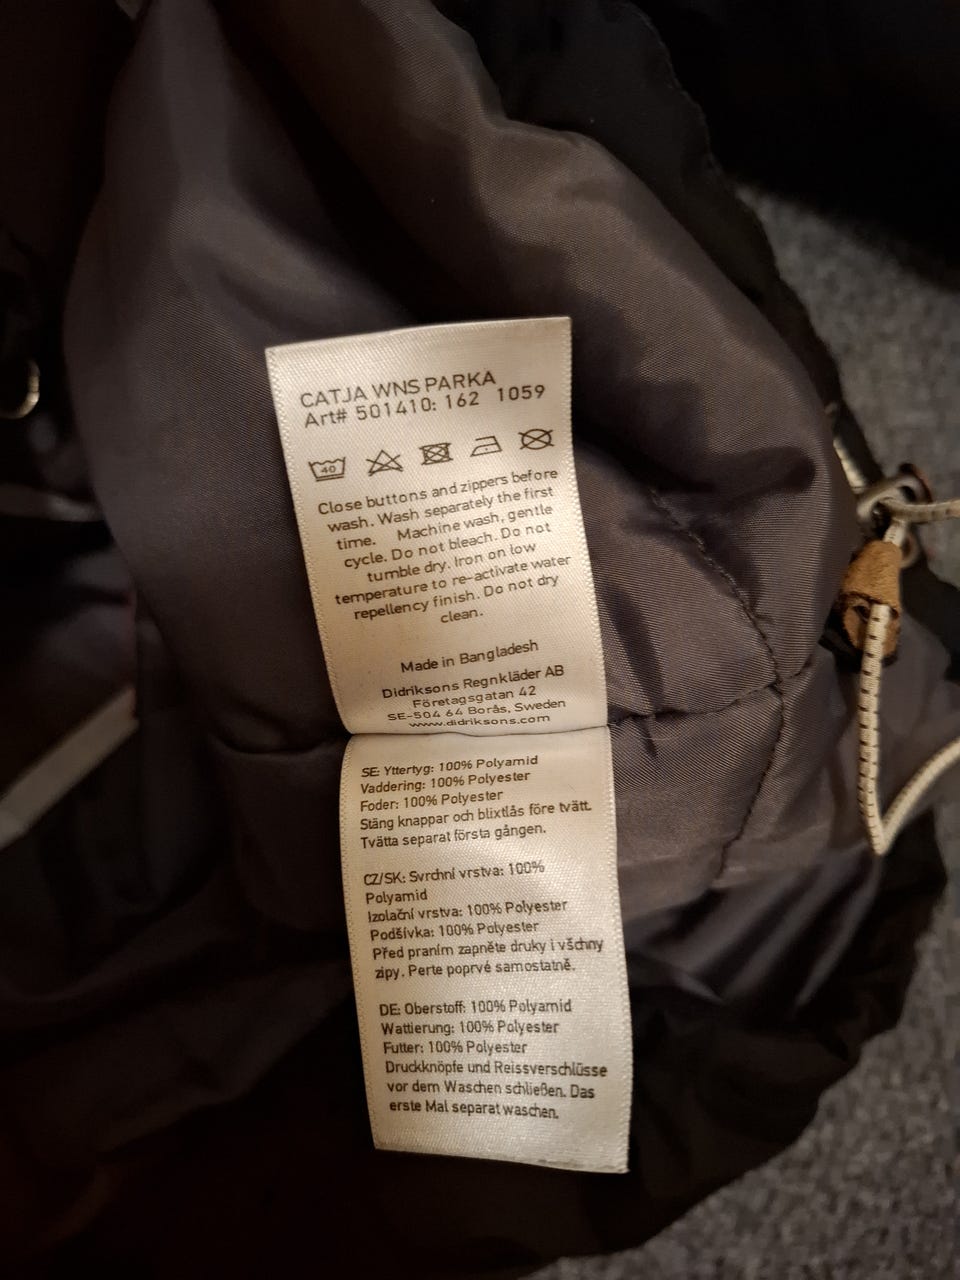 CATJA WNS PARKA
Art# 501410: 162 1059
40
Close buttons and zippers before
wash. Wash separately the first
time. Machine wash, gentle
cycle. Do not bleach. Do not
tumble dry. Iron on low
temperature to re-activate water
repellency finish. Do not dry
clean.
Made in Bangladesh
Didriksons Regnkläder AB
Företagsgatan 42
SE-504 64 Borås, Sweden
www.didriksons.com
SE: Yttertyg: 100% Polyamid
Vaddering: 100% Polyester
Foder: 100% Polyester
Stäng knappar och blixtlås före tvätt.
Tvätta separat första gången.
CZ/SK: Svrchní vrstva: 100%
Polyamid
Izolační vrstva: 100% Polyester
Podšívka: 100% Polyester
Před praním zapněte druky i všchny
zipy. Perte poprvé samostatně.
DE: Oberstoff: 100% Polyamid
Wattierung: 100% Polyester
Futter: 100% Polyester
Druckknöpfe und Reissverschlüsse
vor dem Waschen schließen. Das
erste Mal separat waschen.